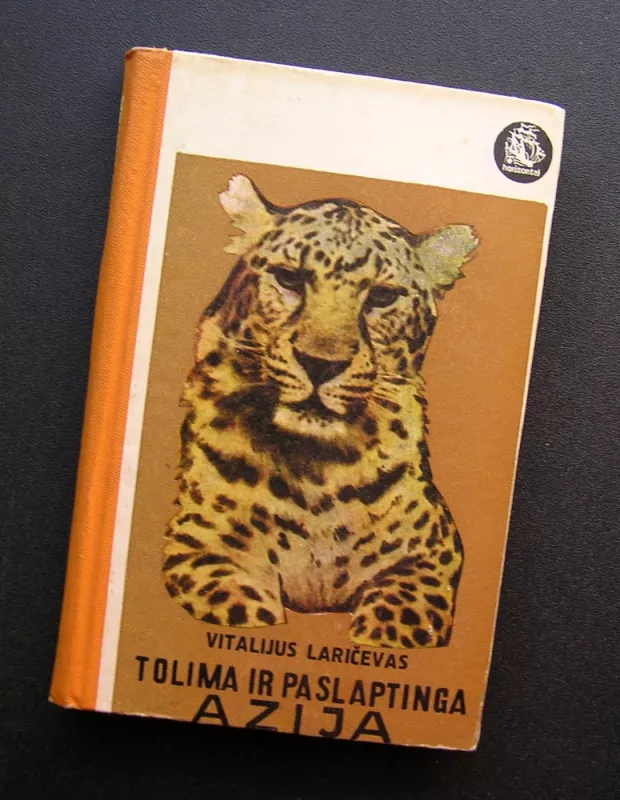 horizontai
VITALIJUS LARIČEVAS
TOLIMA IR PASLAPTINGA
AZIJA